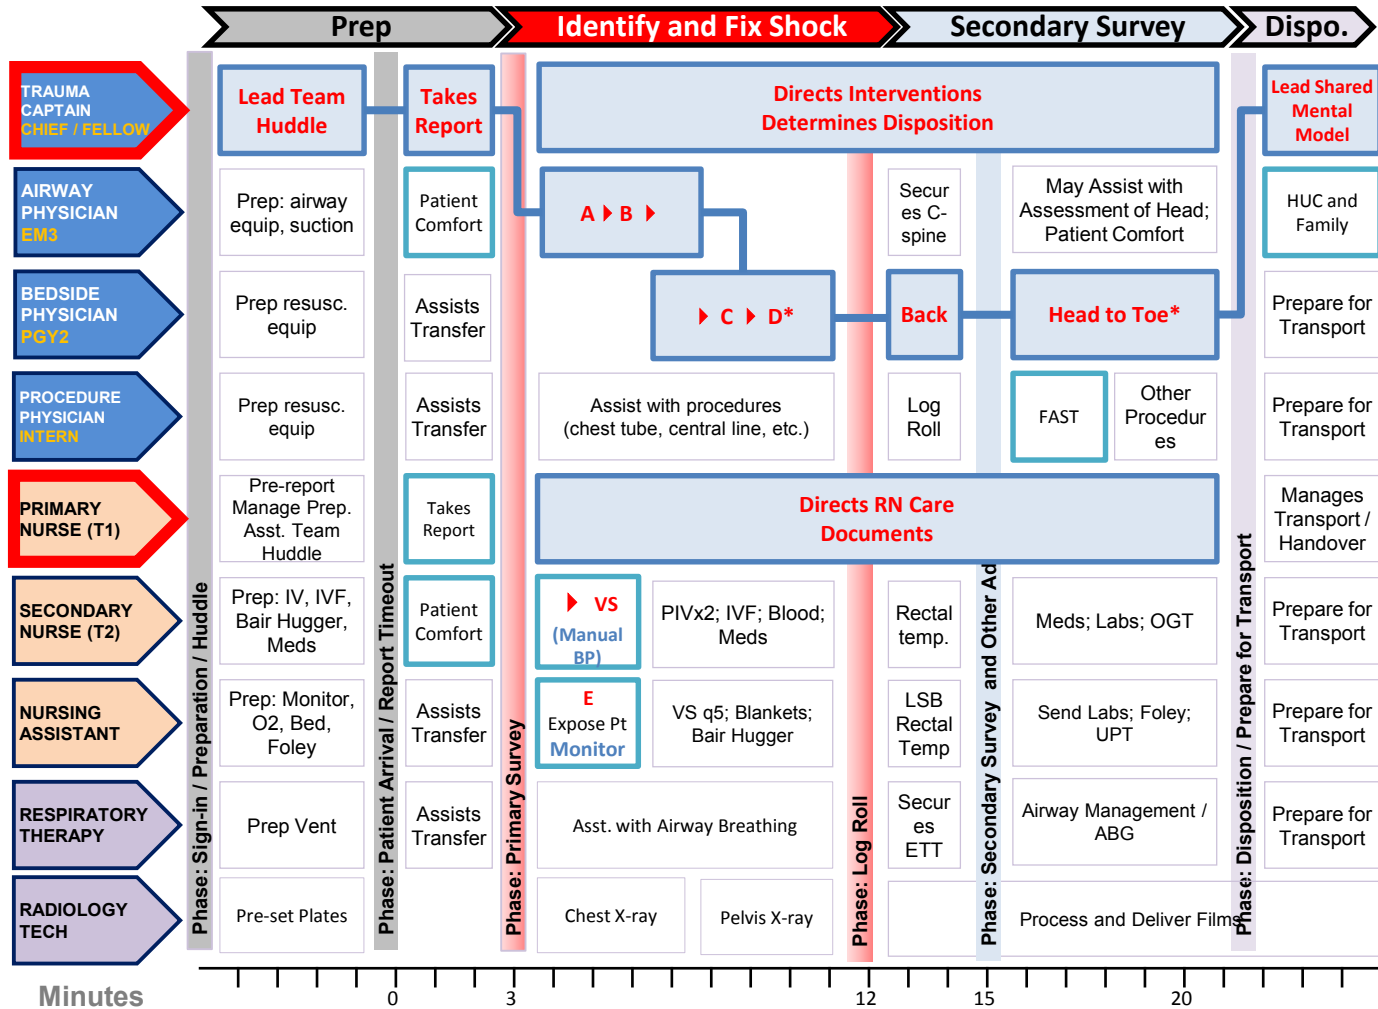 Prep
Identify and Fix Shock
Secondary Survey
Dispo.
TRAUMA
CAPTAIN
CHIEF / FELLOW
Lead Team
Huddle
Takes
Report
Directs Interventions
Determines Disposition
Lead Shared
Mental
Model
AIRWAY
PHYSICIAN
EM3
Prep: airway
equip, suction
Patient
Comfort
A B
Secur
es C-
spine
May Assist with
Assessment of Head;
Patient Comfort
HUC and
Family
BEDSIDE
PHYSICIAN
PGY2
Prep resusc.
equip
Assists
Transfer
C D*
Back
Head to Toe*
Prepare for
Transport
PROCEDURE
PHYSICIAN
INTERN
Prep resusc.
equip
Assists
Transfer
Assist with procedures
(chest tube, central line, etc.)
Log
Roll
FAST
Other
Procedur
es
Prepare for
Transport
PRIMARY
NURSE (T1)
Pre-report
Manage Prep.
Asst. Team
Huddle
Takes
Report
Directs RN Care
Documents
Manages
Transport /
Handover
SECONDARY
NURSE (T2)
Prep: IV, IVF,
Bair Hugger,
Meds
Patient
Comfort
VS
(Manual
BP)
PIVx2; IVF; Blood;
Meds
Rectal
temp.
Meds; Labs; OGT
Prepare for
Transport
NURSING
ASSISTANT
Prep: Monitor,
O2, Bed,
Foley
Assists
Transfer
E
Expose Pt
Monitor
VS q5; Blankets;
Bair Hugger
LSB
Rectal
Temp
Send Labs; Foley;
UPT
Prepare for
Transport
RESPIRATORY
THERAPY
Prep Vent
Assists
Transfer
Asst. with Airway Breathing
Secur
es
ETT
Airway Management /
ABG
Prepare for
Transport
RADIOLOGY
TECH
Pre-set Plates
Chest X-ray
Pelvis X-ray
Process and Deliver Films
Phase: Sign-in / Preparation / Huddle
Phase: Patient Arrival / Report Timeout
Phase: Primary Survey
Phase: Log Roll
Phase: Secondary Survey and Other Ad
Phase: Disposition / Prepare for Transport
Minutes
0
3
12
15
20